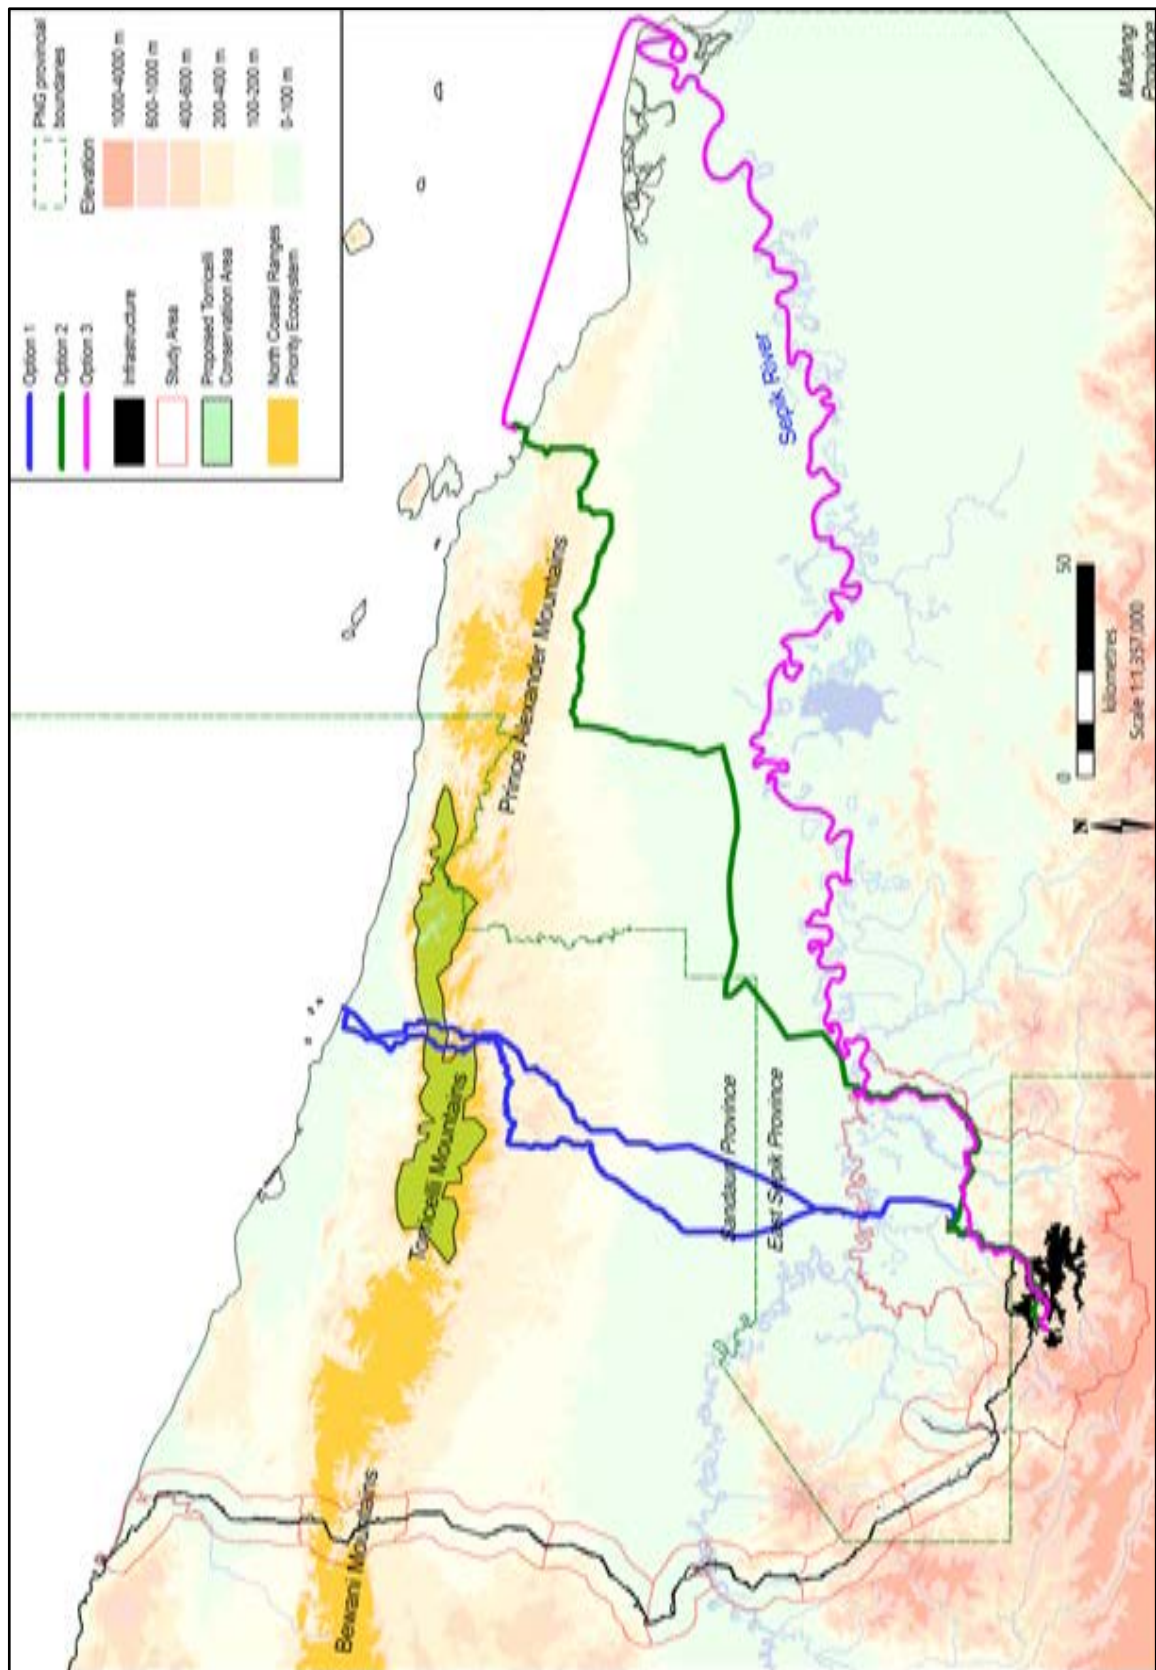 Option 1
Option 2
Option 3
Infrastructure
Study Area
Proposed Torricelli
Conservation Area
North Coastal Ranges
Priority Ecosystem
PNG provincial
boundaries
Elevation
1000-4000 m
600-1000 m
400-600 m
200-400 m
100-200 m
0-100 m
Bewani Mountains
Torricelli Mountains
Prince Alexander Mountains
Sepik River
Sandaun Province
East Sepik Province
Madang
Province
N
0
50
kilometres
Scale 1:1,357,000